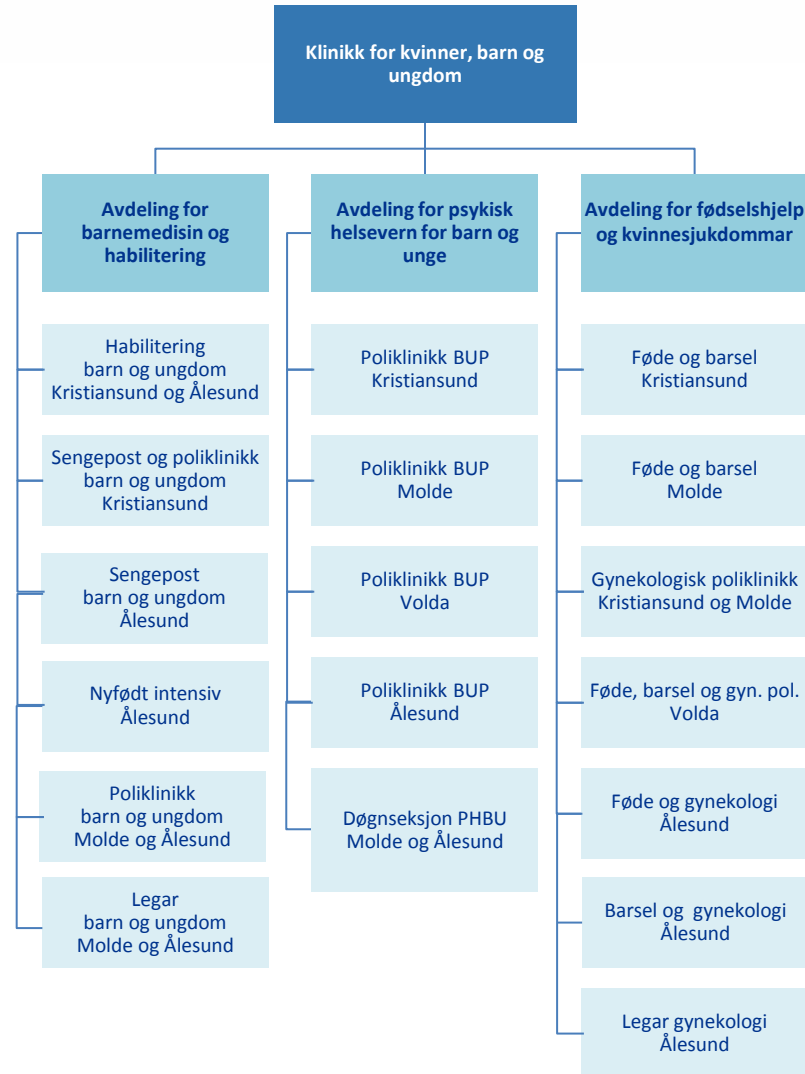 Klinikk for kvinner, barn og
ungdom
Avdeling for
barnemedisin og
habilitering
Habilitering
barn og ungdom
Kristiansund og Ålesund
Sengepost og poliklinikk
barn og ungdom
Kristiansund
Sengepost
barn og ungdom
Ålesund
Nyfødt intensiv
Ålesund
Poliklinikk
barn og ungdom
Molde og Ålesund
Legar
barn og ungdom
Molde og Ålesund
Avdeling for psykisk
helsevern for barn og
unge
Poliklinikk BUP
Kristiansund
Poliklinikk BUP
Molde
Poliklinikk BUP
Volda
Poliklinikk BUP
Ålesund
Døgnseksjon PHBU
Molde og Ålesund
Avdeling for fødselshjelp
og kvinnesjukdommar
Føde og barsel
Kristiansund
Føde og barsel
Molde
Gynekologisk poliklinikk
Kristiansund og Molde
Føde, barsel og gyn. pol.
Volda
Føde og gynekologi
Ålesund
Barsel og gynekologi
Ålesund
Legar gynekologi
Ålesund